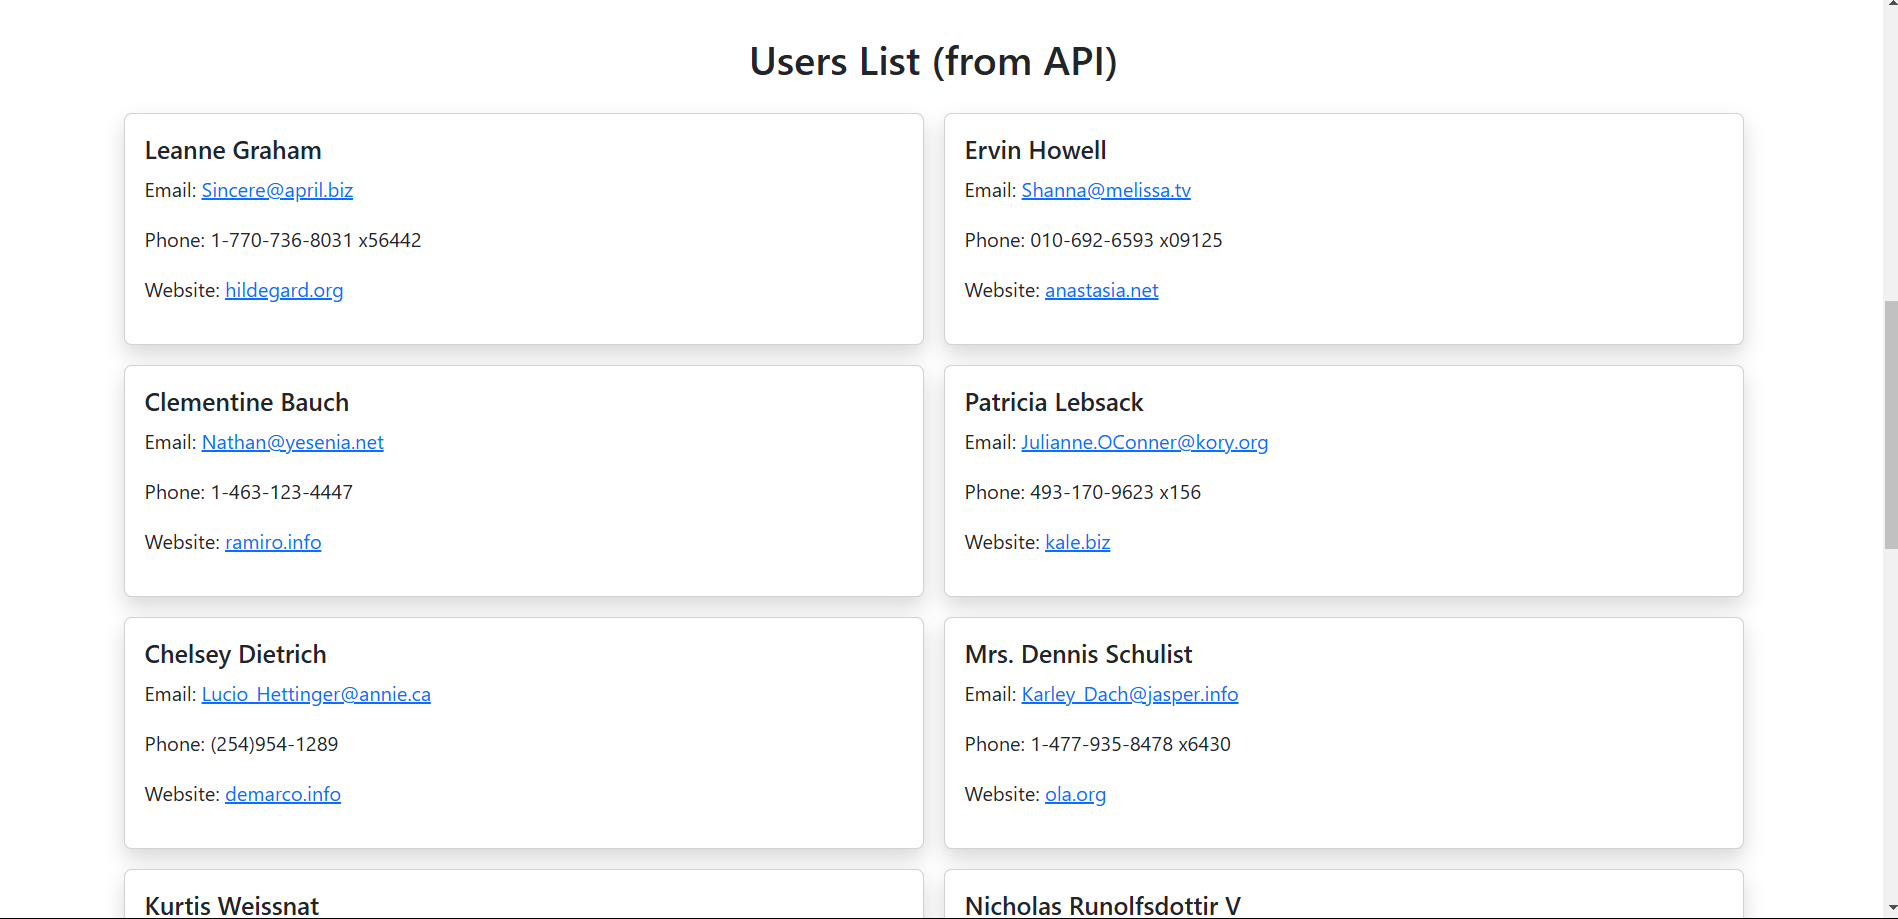 Users List (from API)
Leanne Graham
Email: Sincere@april.biz
Phone: 1-770-736-8031 x56442
Website: hildegard.org
Ervin Howell
Email: Shanna@melissa.tv
Phone: 010-692-6593 x09125
Website: anastasia.net
Clementine Bauch
Email: Nathan@yesenia.net
Phone: 1-463-123-4447
Website: ramiro.info
Patricia Lebsack
Email: Julianne.OConner@kory.org
Phone: 493-170-9623 x156
Website: kale.biz
Chelsey Dietrich
Email: Lucio_Hettinger@annie.ca
Phone: (254)954-1289
Website: demarco.info
Mrs. Dennis Schulist
Email: Karley_Dach@jasper.info
Phone: 1-477-935-8478 x6430
Website: ola.org
Kurtis Weissnat
Nicholas Runolfsdottir V